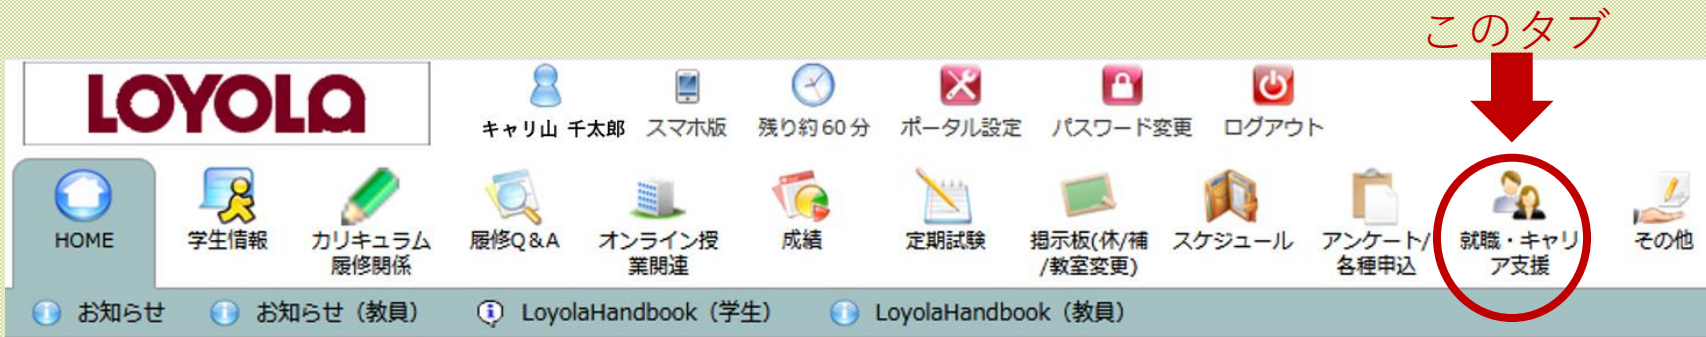 このタブ
LOYOLA
キャリ山 千太郎 スマホ版 残り約60分 ポータル設定 パスワード変更 ログアウト
HOME 学生情報 カリキュラム 履修Q&A オンライン授 成績 定期試験 掲示板(休/補 スケジュール アンケート/ 就職・キャリ その他
履修関係 業関連 /教室変更) 各種申込 ア支援
お知らせ お知らせ（教員） LoyolaHandbook（学生） LoyolaHandbook（教員）